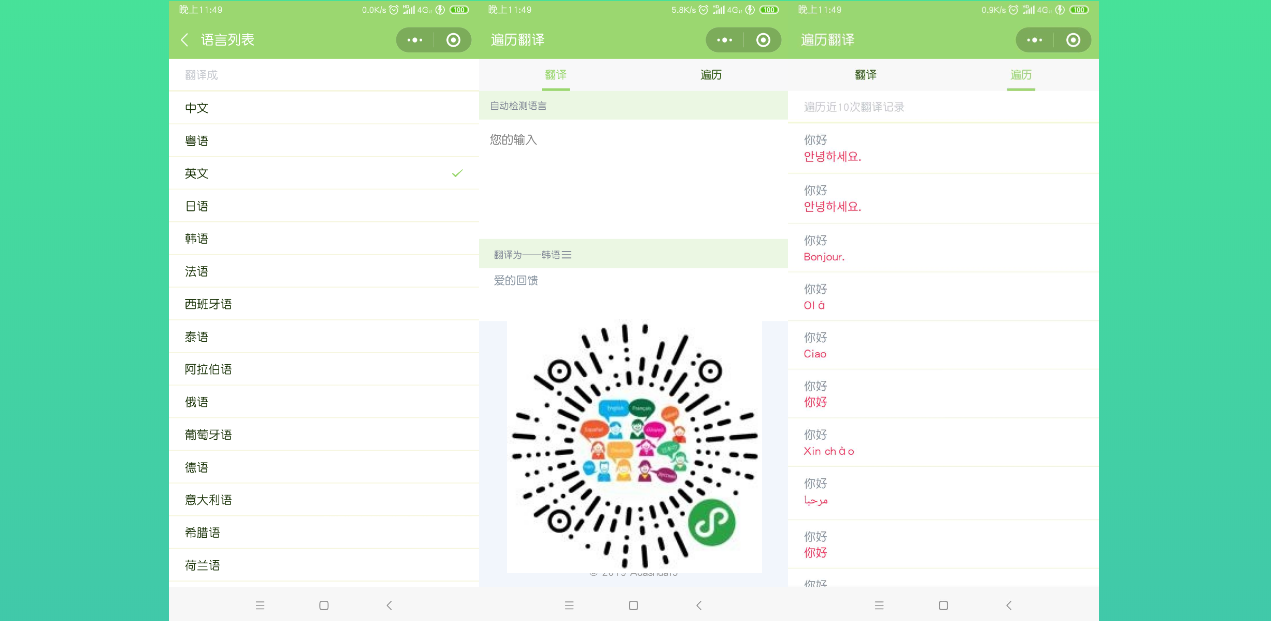 晚上11:49
0.0K/s
4G
100
语言列表
翻译成
中文
粤语
英文
日语
韩语
法语
西班牙语
泰语
阿拉伯语
俄语
葡萄牙语
德语
意大利语
希腊语
荷兰语
晚上11:49
5.8K/s
4G
100
遍历翻译
翻译
遍历
自动检测语言
您的输入
翻译为——韩语
爱的回馈
English
Français
Español
晚上11:49
0.9K/s
4G
100
遍历翻译
翻译
遍历
遍历近10次翻译记录
你好
안녕하세요.
你好
안녕하세요.
你好
Bonjour.
你好
Olá
你好
Ciao
你好
你好
你好
Xin chào
你好
مرحبا
你好
你好
你好